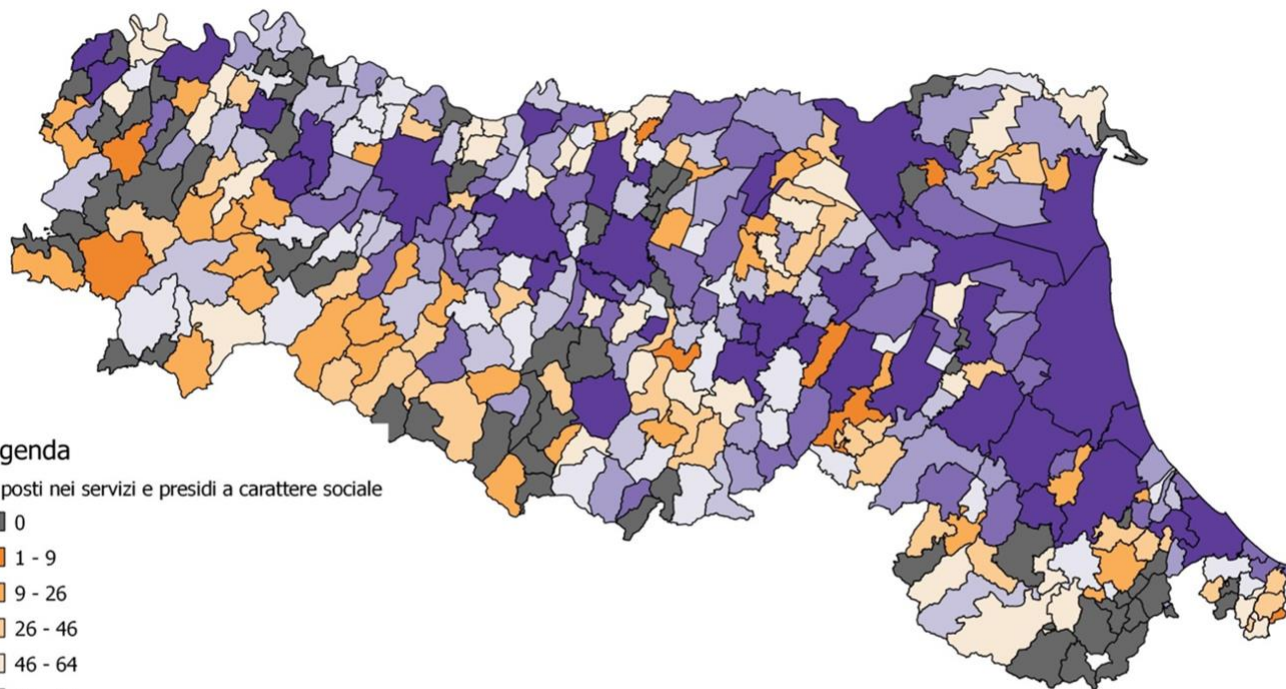 genda
posti nei servizi e presidi a carattere sociale
0
1 - 9
9 - 26
26 - 46
46 - 64